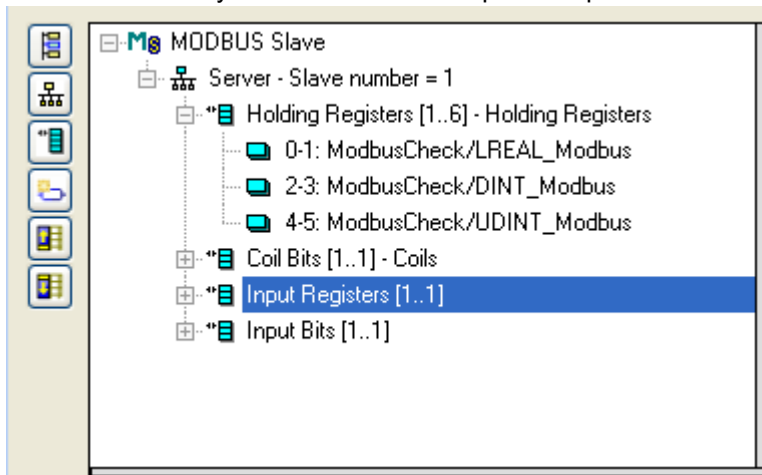 MODBUS Slave
Server - Slave number = 1
Holding Registers [1..6] - Holding Registers
0-1: ModbusCheck/LREAL_Modbus
2-3: ModbusCheck/DINT_Modbus
4-5: ModbusCheck/UDINT_Modbus
Coil Bits [1..1] - Coils
Input Registers [1..1]
Input Bits [1..1]